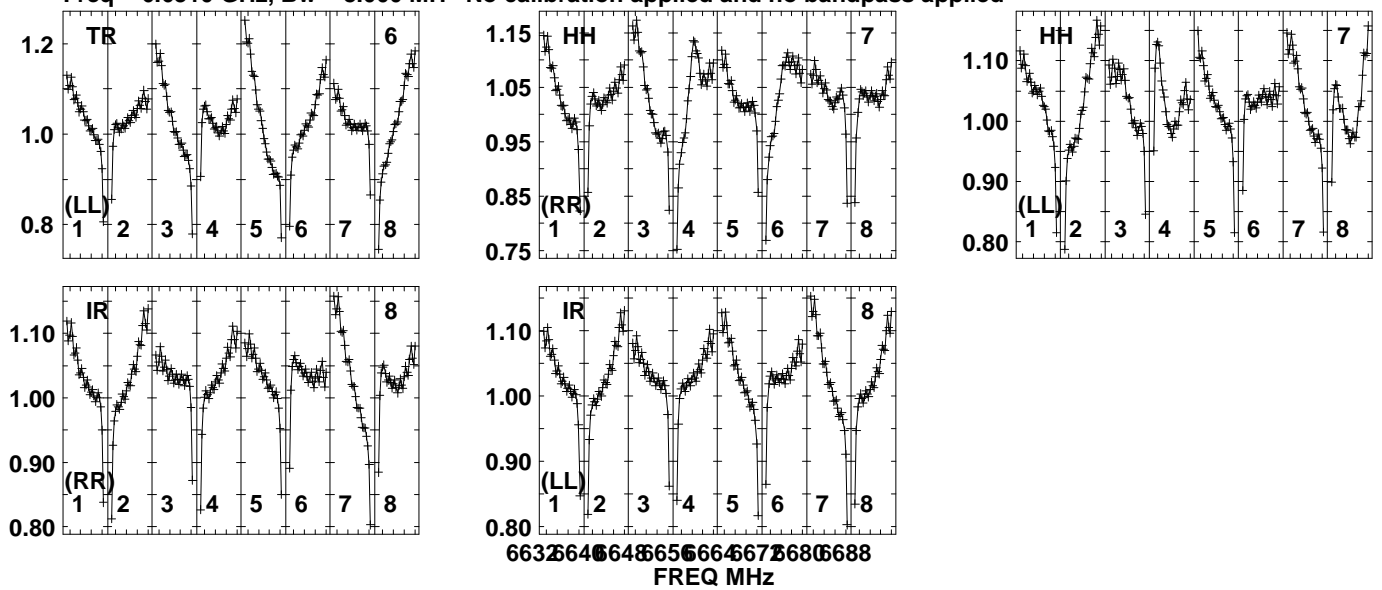 Freq GHz, Bw MH No calibration applied and no bandpass applied
TR 6
1.2
1.0
0.8
(LL)
1 2 3 4 5 6 7 8
HH 7
1.15
1.05
0.95
0.85
0.75
(RR)
1 2 3 4 5 6 7 8
HH 7
1.10
1.00
0.90
0.80
(LL)
1 2 3 4 5 6 7 8
IR 8
1.10
1.00
0.90
0.80
(RR)
1 2 3 4 5 6 7 8
IR 8
1.10
1.00
0.90
0.80
(LL)
1 2 3 4 5 6 7 8
6632 6640 6648 6656 6664 6672 6680 6688
FREQ MHz